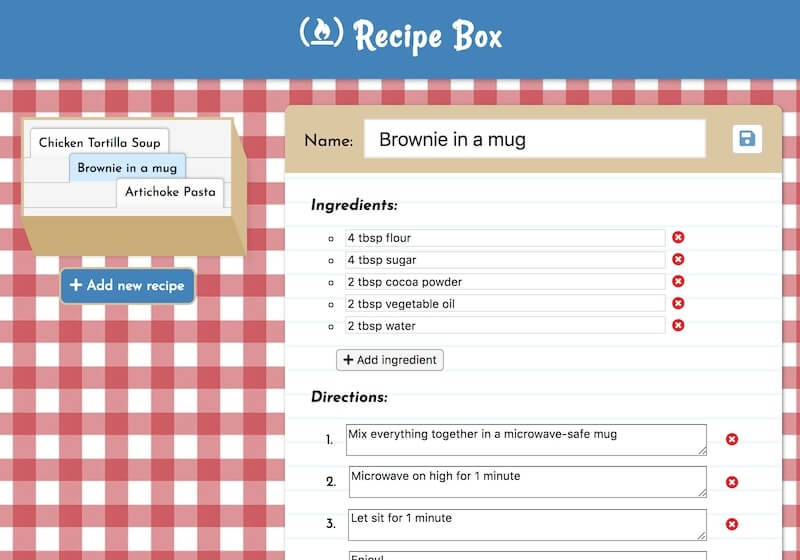 Recipe Box
Chicken Tortilla Soup
Brownie in a mug
Artichoke Pasta
+ Add new recipe
Name: Brownie in a mug
Ingredients:
4 tbsp flour
4 tbsp sugar
2 tbsp cocoa powder
2 tbsp vegetable oil
2 tbsp water
+ Add ingredient
Directions:
1. Mix everything together in a microwave-safe mug
2. Microwave on high for 1 minute
3. Let sit for 1 minute
Enjoy!